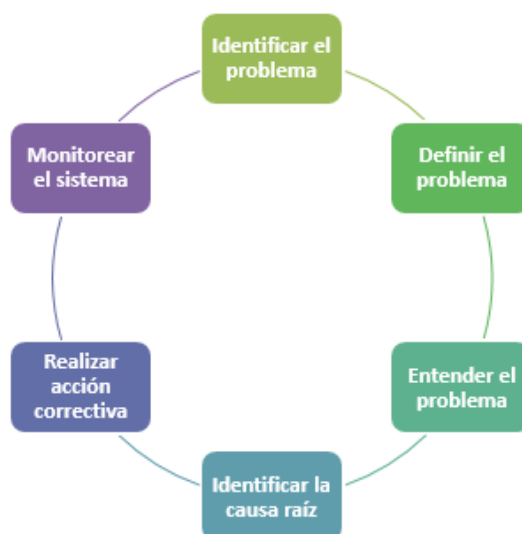 Identificar el
problema
Definir el
problema
Entender el
problema
Identificar la
causa raíz
Realizar
acción
correctiva
Monitorear
el sistema